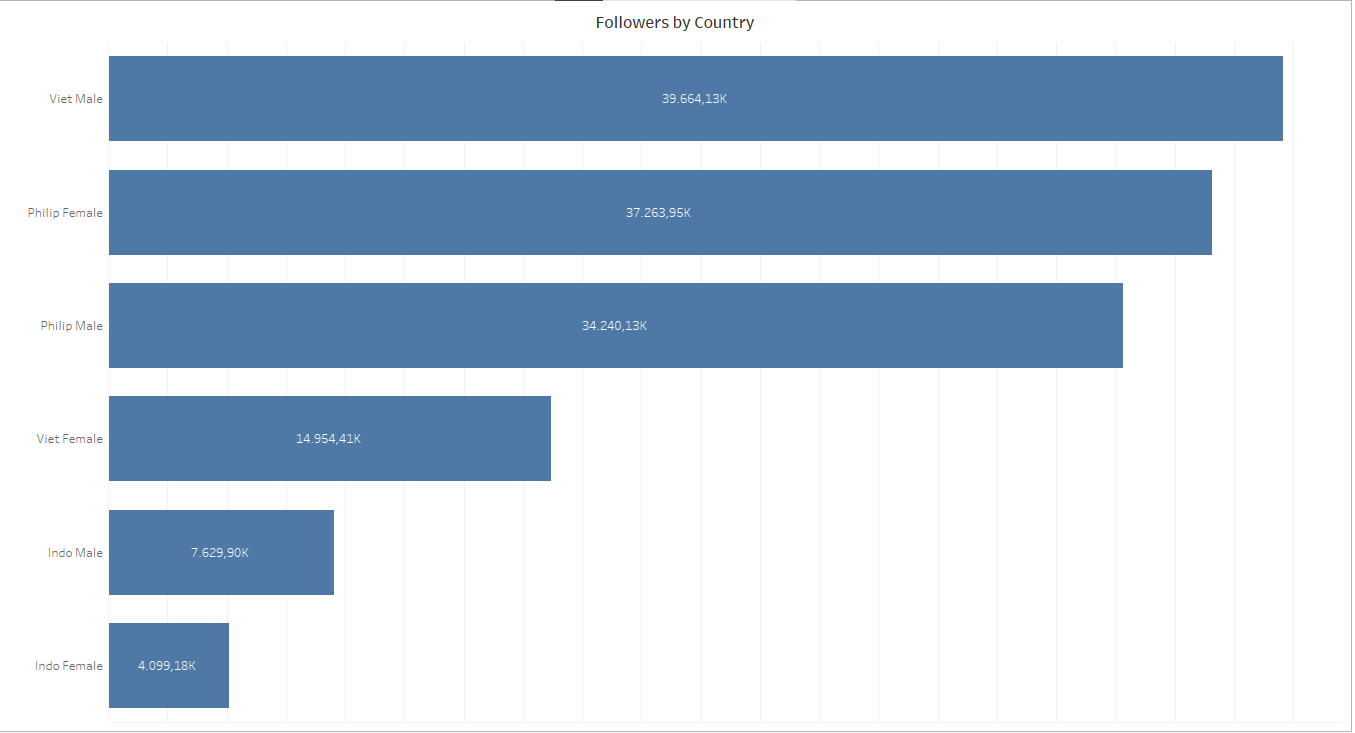 Followers by Country
Viet Male
39.664,13K
Philip Female
37.263,95K
Philip Male
34.240,13K
Viet Female
14.954,41K
Indo Male
7.629,90K
Indo Female
4.099,18K